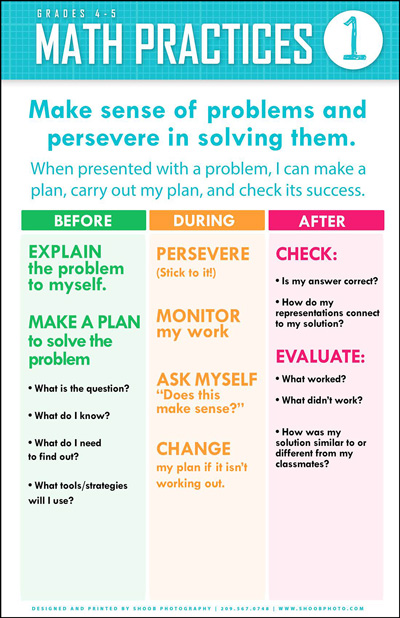 GRADES 4-5
MATH PRACTICES 1
Make sense of problems and
persevere in solving them.
When presented with a problem, I can make a
plan, carry out my plan, and check its success.
BEFORE
EXPLAIN
the problem
to myself.
MAKE A PLAN
to solve the
problem
• What is the question?
• What do I know?
• What do I need
to find out?
• What tools/strategies
will I use?
DURING
PERSEVERE
(Stick to it!)
MONITOR
my work
ASK MYSELF
"Does this
make sense?"
CHANGE
my plan if it isn't
working out.
AFTER
CHECK:
• Is my answer correct?
• How do my
representations connect
to my solution?
EVALUATE:
• What worked?
• What didn't work?
• How was my
solution similar to or
different from my
classmates?
DESIGNED AND PRINTED BY SHOOB PHOTOGRAPHY | 209.567.0748 | WWW.SHOOBPHOTO.COM